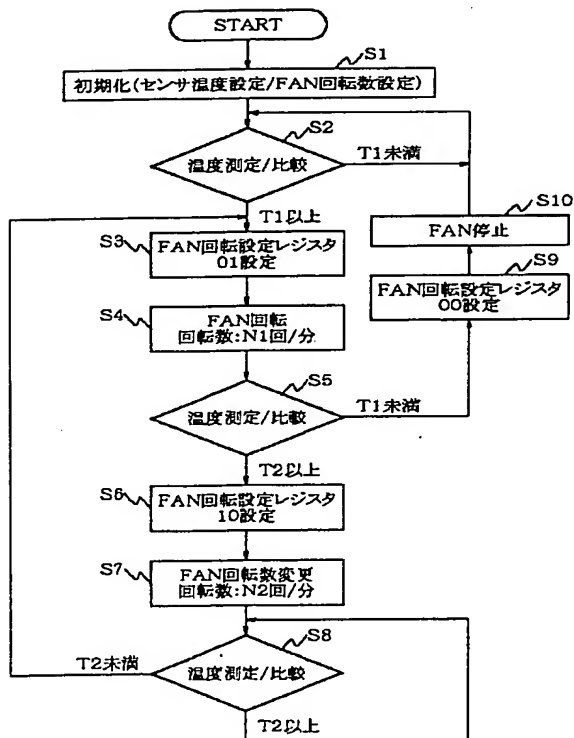 START
S1
初期化(センサ温度設定/FAN回転数設定)
S2
温度測定/比較
T1未満
T1以上
S10
FAN停止
S3
FAN回転設定レジスタ
01設定
S9
FAN回転設定レジスタ
00設定
S4
FAN回転
回転数:N1回/分
S5
温度測定/比較
T1未満
T2以上
S6
FAN回転設定レジスタ
10設定
S7
FAN回転数変更
回転数:N2回/分
S8
T2未満
温度測定/比較
T2以上